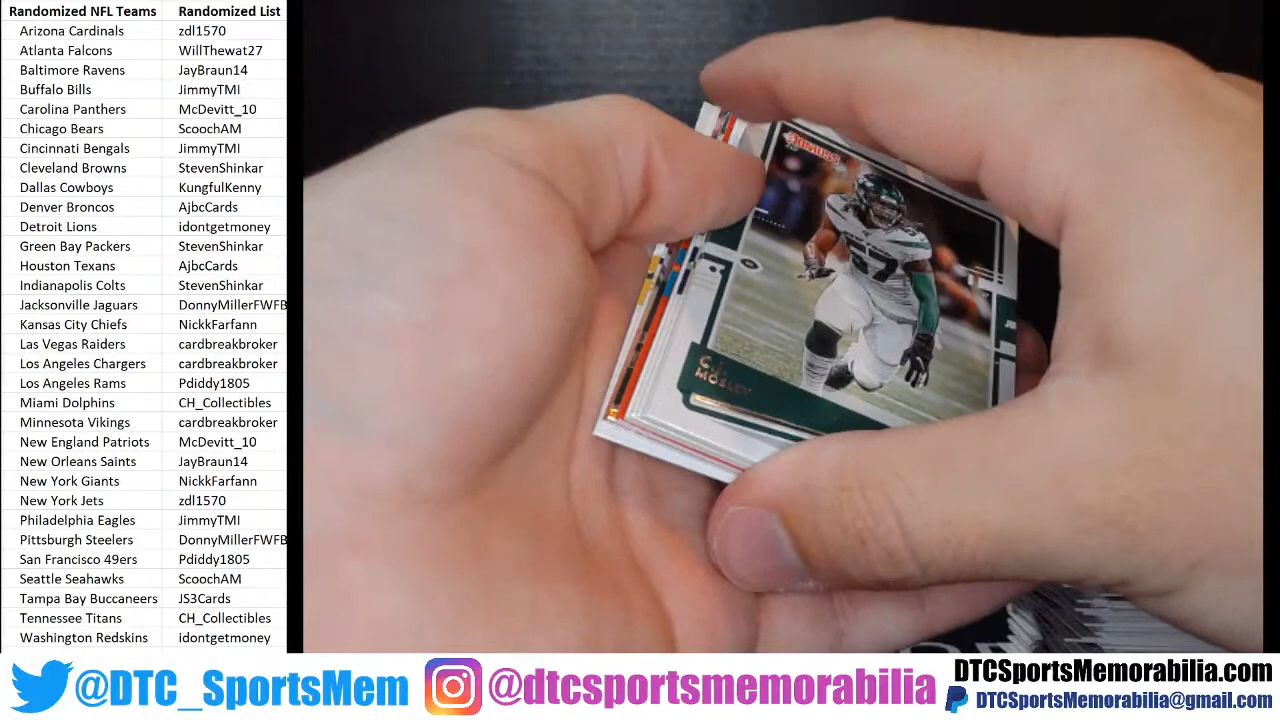 Randomized NFL Teams Randomized List
Arizona Cardinals zdl1570
Atlanta Falcons WillThewat27
Baltimore Ravens JayBraun14
Buffalo Bills JimmyTMI
Carolina Panthers McDevitt_10
Chicago Bears ScoochAM
Cincinnati Bengals JimmyTMI
Cleveland Browns StevenShinkar
Dallas Cowboys KungfulKenny
Denver Broncos AjbcCards
Detroit Lions idontgetmoney
Green Bay Packers StevenShinkar
Houston Texans AjbcCards
Indianapolis Colts StevenShinkar
Jacksonville Jaguars DonnyMillerFWFB
Kansas City Chiefs NickkFarfann
Las Vegas Raiders cardbreakbroker
Los Angeles Chargers cardbreakbroker
Los Angeles Rams Pdiddy1805
Miami Dolphins CH_Collectibles
Minnesota Vikings cardbreakbroker
New England Patriots McDevitt_10
New Orleans Saints JayBraun14
New York Giants NickkFarfann
New York Jets zdl1570
Philadelphia Eagles JimmyTMI
Pittsburgh Steelers DonnyMillerFWFB
San Francisco 49ers Pdiddy1805
Seattle Seahawks ScoochAM
Tampa Bay Buccaneers JS3Cards
Tennessee Titans CH_Collectibles
Washington Redskins idontgetmoney
DONRUSS
57
C.J.
MOSLEY
@DTC_SportsMem
@dtcsportsmemorabilia
DTCSportsMemorabilia.com
DTCSportsMemorabilia@gmail.com